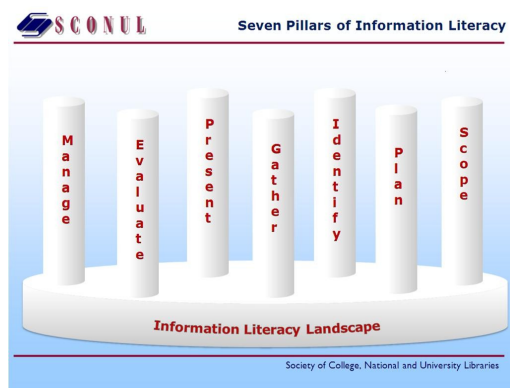 SCONUL
Seven Pillars of Information Literacy
Manage
Evaluate
Present
Gather
Identify
Plan
Scope
Information Literacy Landscape
Society of College, National and University Libraries